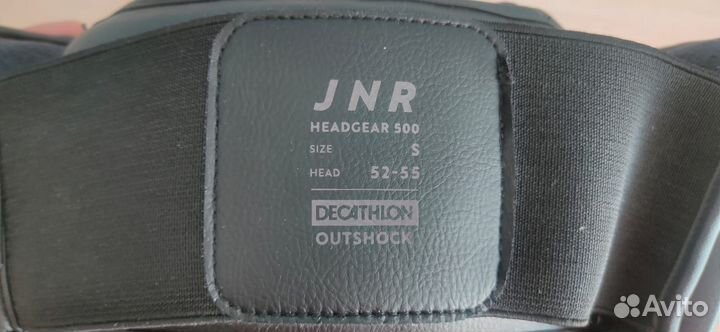 JNR
HEADGEAR 500
SIZE S
HEAD 52-55
DECATHLON
OUTSHOCK
Avito